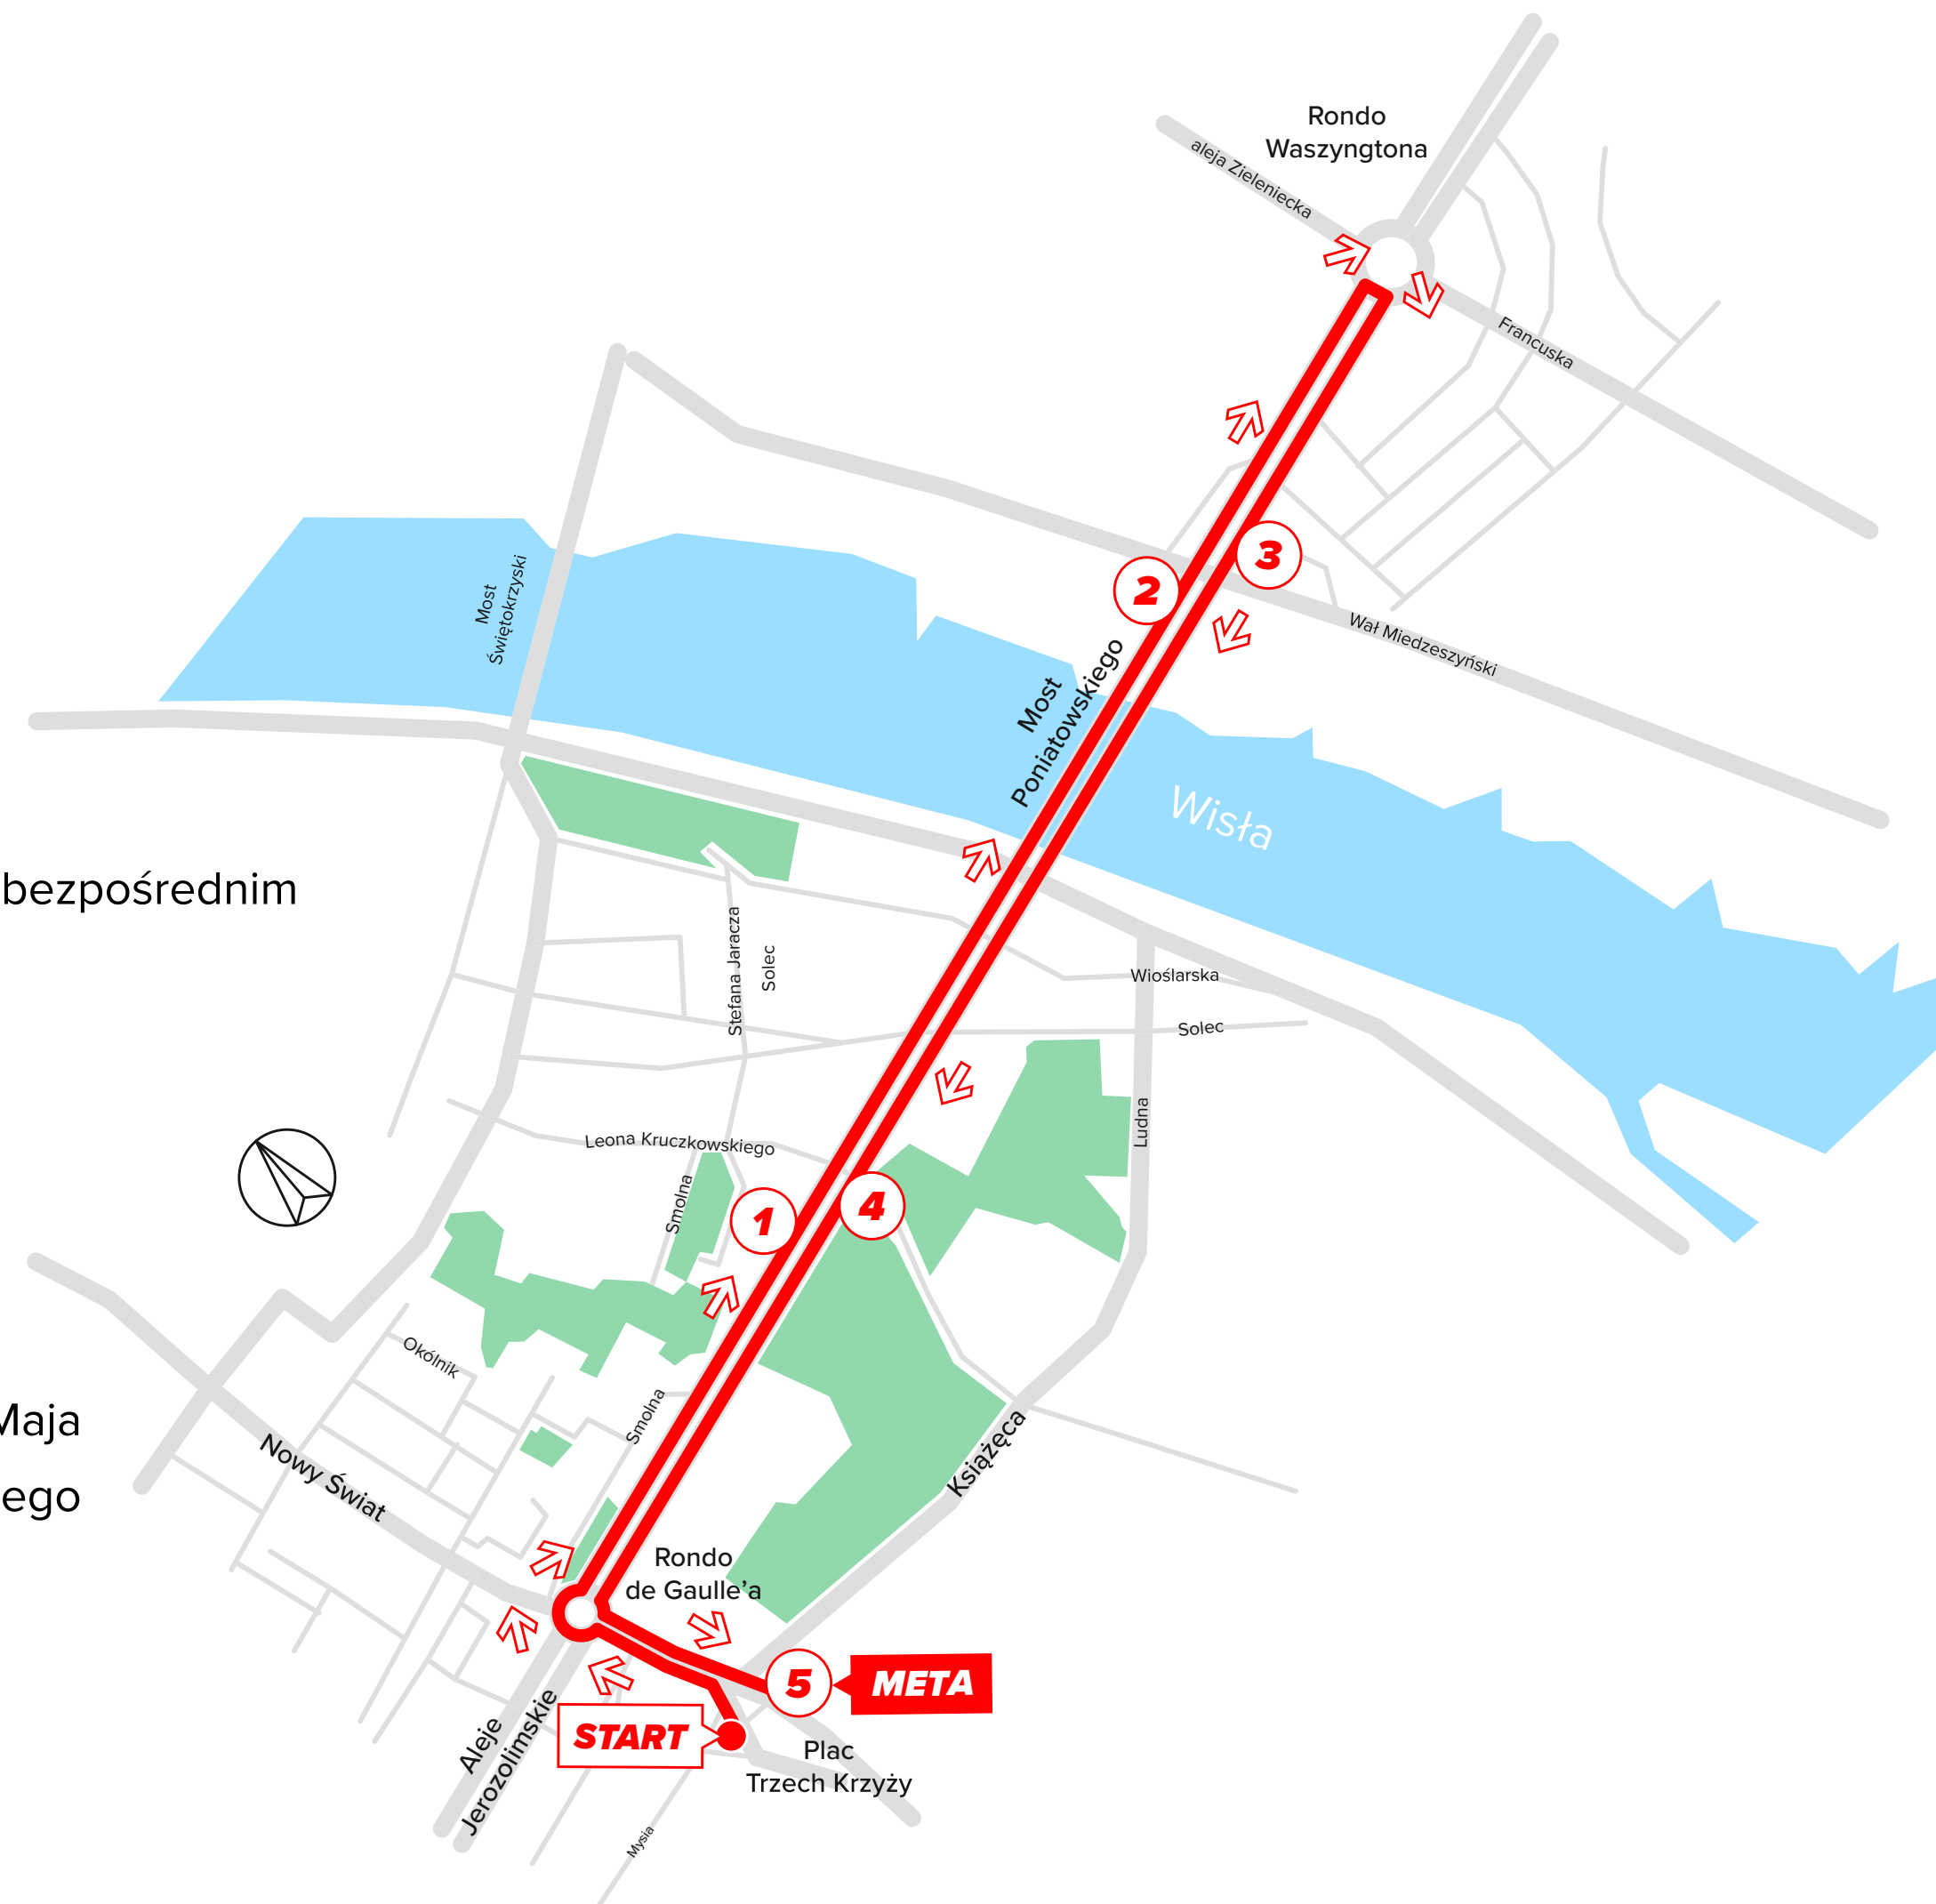 Rondo
Waszyngtona
aleja Zieleniecka
Francuska
Most
Świętokrzyski
3
2
Wał Miedzeszyński
Most
Poniatowskiego
Wisła
bezpośrednim
Stefana Jaracza
Solec
Wioślarska
Solec
Ludna
Leona Kruczkowskiego
Smolna
1
4
Okólnik
Smolna
Maja
Nowy Świat
Książęca
ego
Rondo
de Gaulle’a
5
META
START
Aleje
Jerozolimskie
Plac
Trzech Krzyży
Mysia